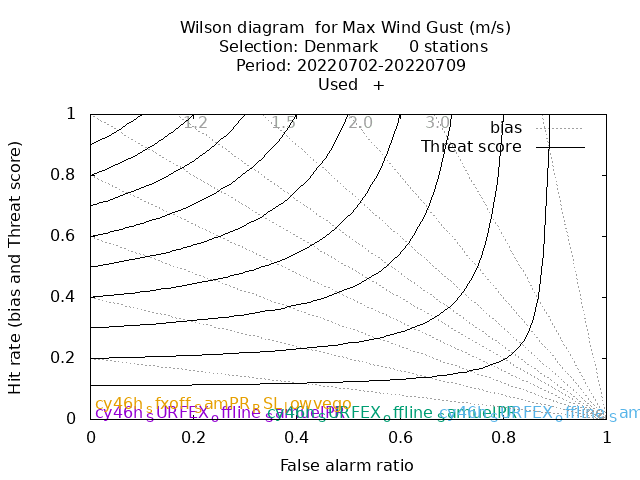 Wilson diagram  for Max Wind Gust (m/s)
Selection: Denmark      0 stations
Period: 20220702-20220709
Used   +
1.2 1.5 2.0 3.0
bias
Threat score
Hit rate (bias and Threat score)
1
0.8
0.6
0.4
0.2
0
0 0.2 0.4 0.6 0.8 1
False alarm ratio